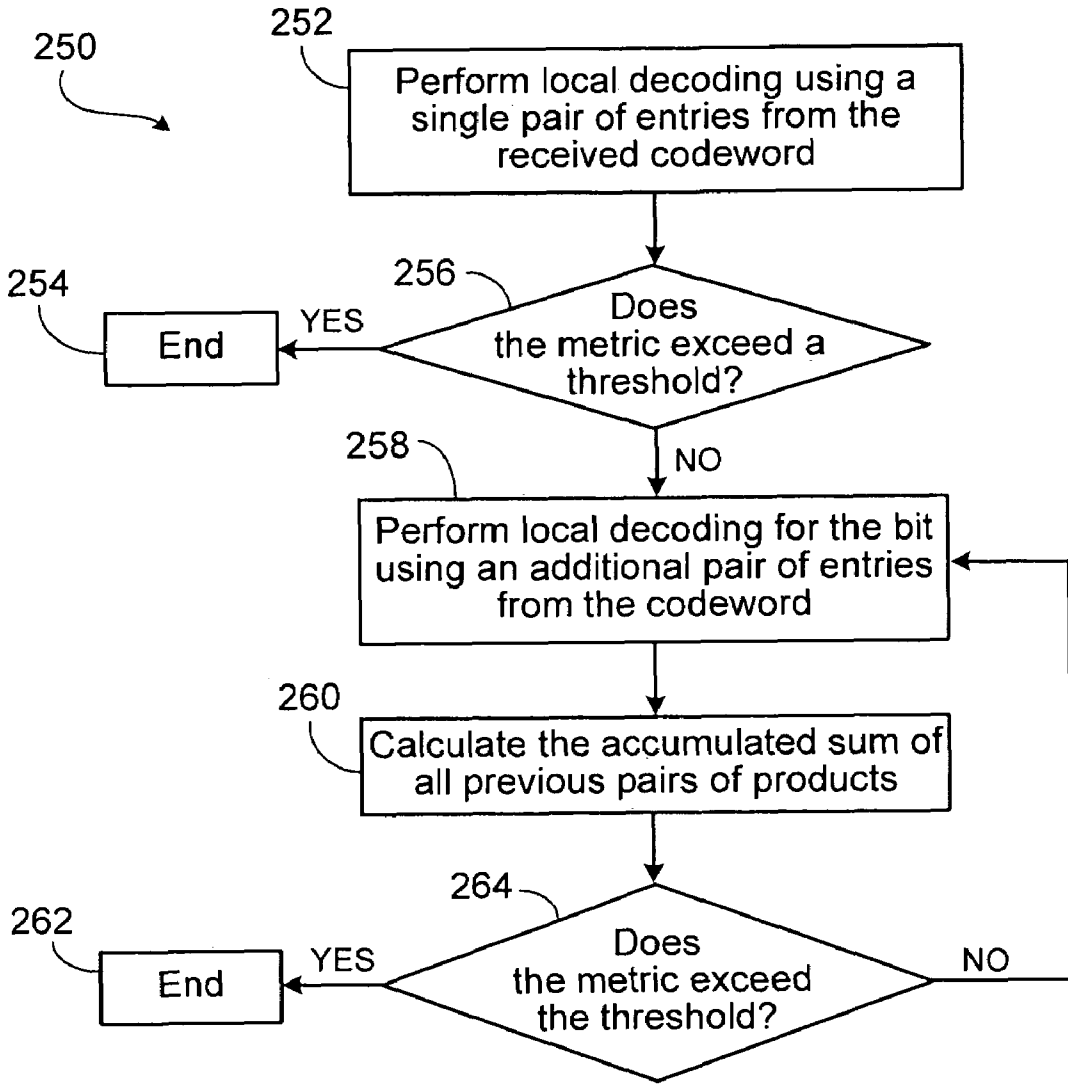 252
250
Perform local decoding using a
single pair of entries from the
received codeword
254
256
End
YES
Does
the metric exceed a
threshold?
258
NO
Perform local decoding for the bit
using an additional pair of entries
from the codeword
260
Calculate the accumulated sum of
all previous pairs of products
264
262
End
YES
Does
the metric exceed
the threshold?
NO